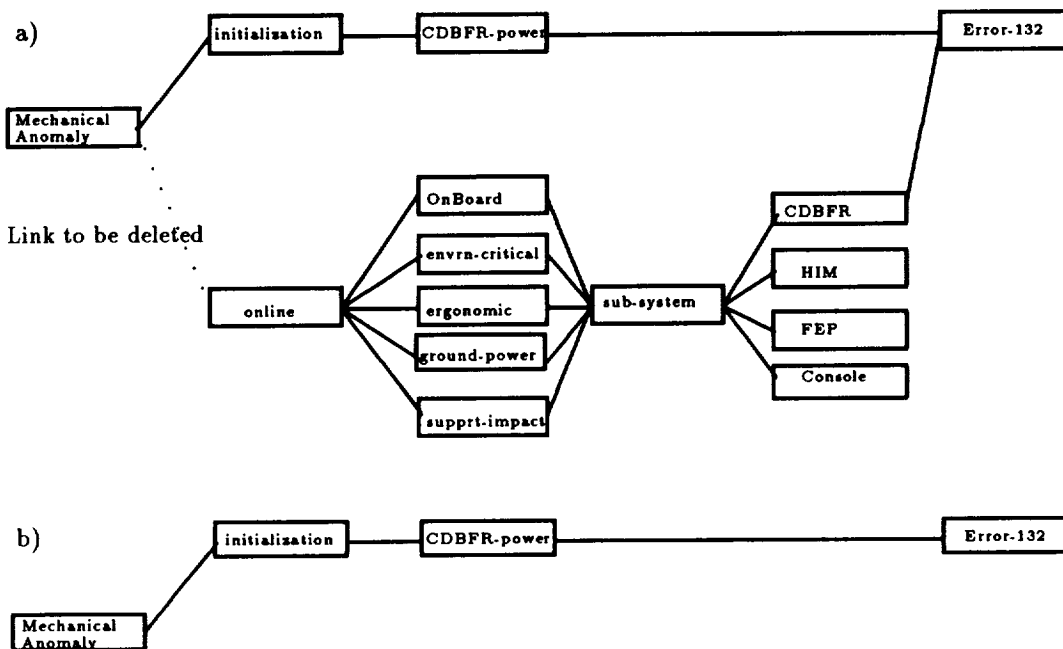 a)
initialization
CDBFR-power
Error-132
Mechanical
Anomaly
Link to be deleted
OnBoard
envrn-critical
online
ergonomic
ground-power
supprt-impact
sub-system
CDBFR
HIM
FEP
Console
b)
initialization
CDBFR-power
Error-132
Mechanical
Anomaly